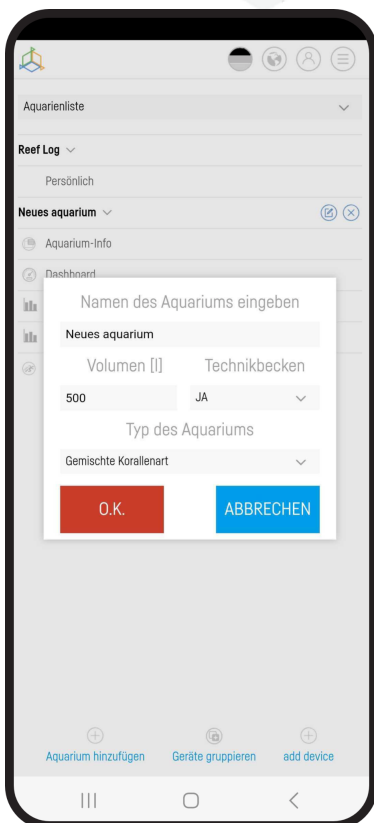 Aquarienliste
Reef Log
Persönlich
Neues aquarium
Aquarium-Info
Dashboard
Namen des Aquariums eingeben
Neues aquarium
Volumen [l] Technikbecken
500 JA
Typ des Aquariums
Gemischte Korallenart
O.K. ABBRECHEN
Aquarium hinzufügen Geräte gruppieren add device